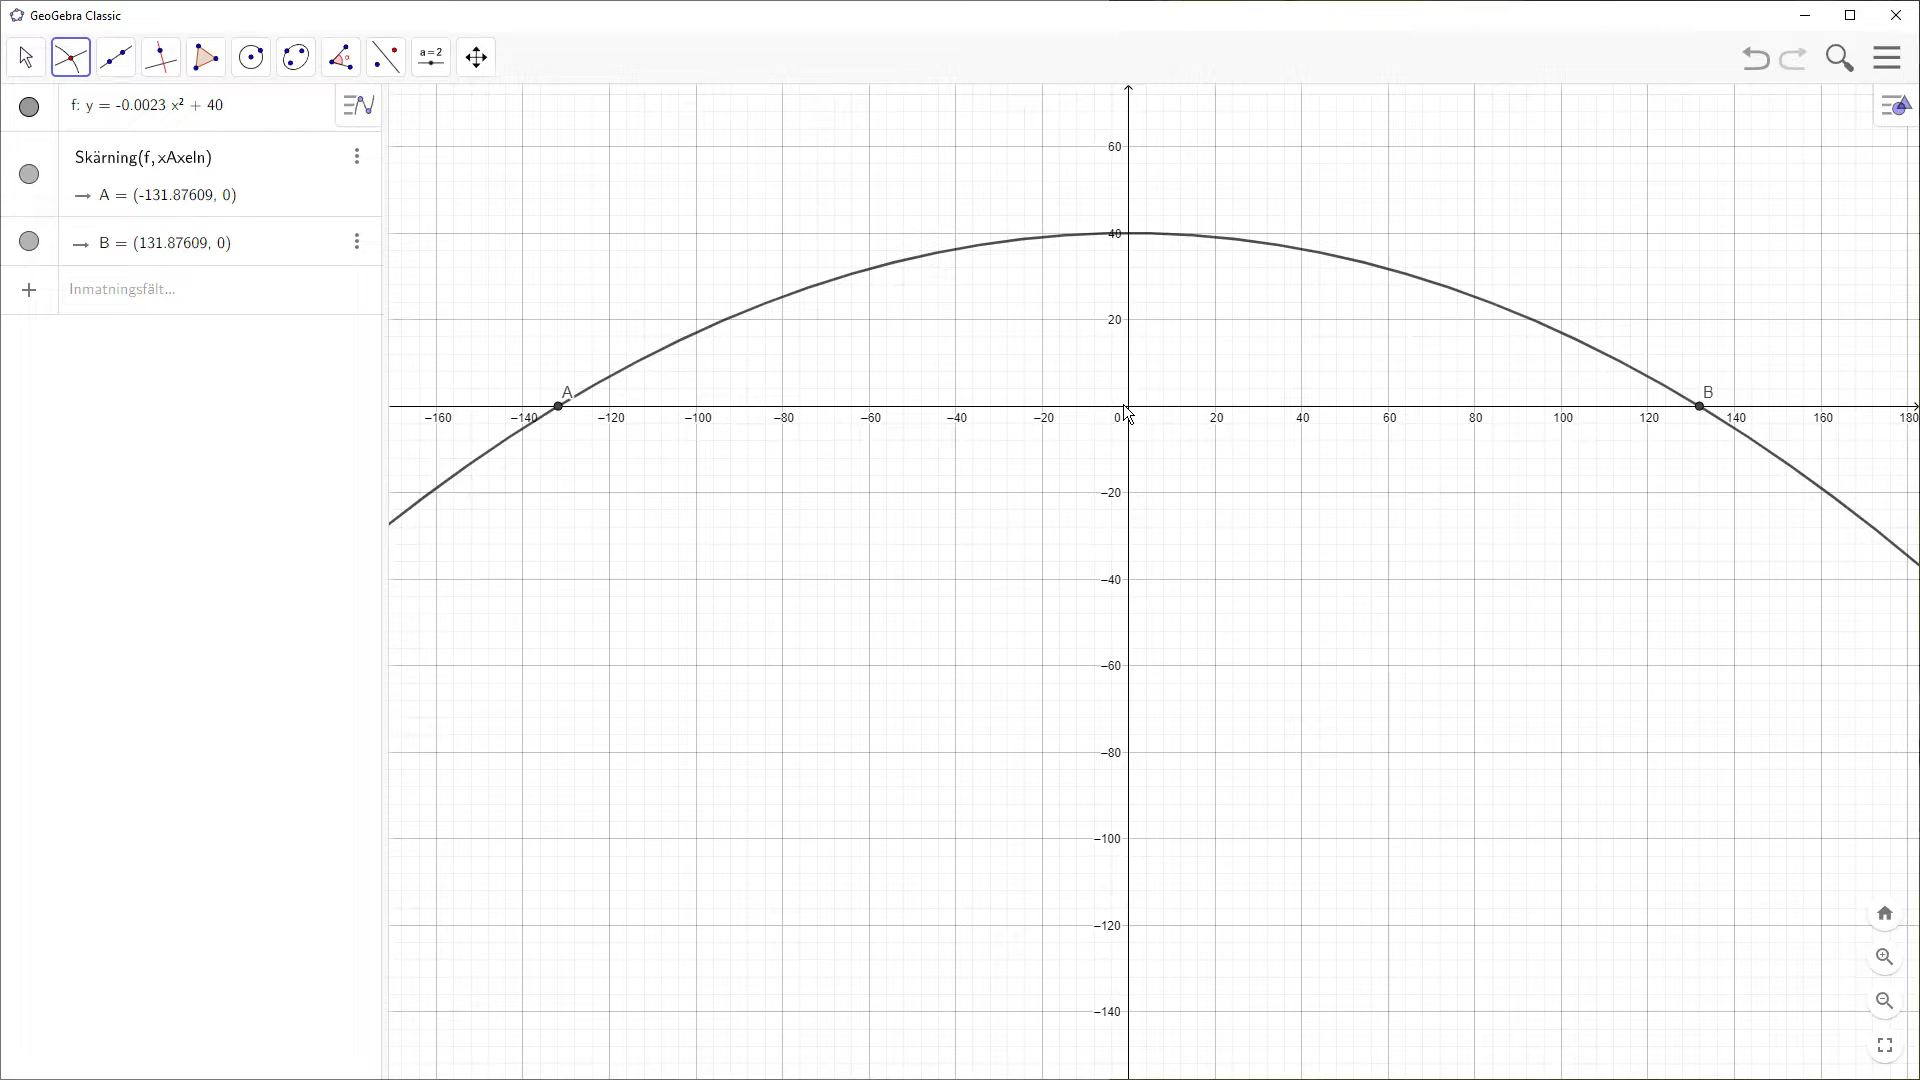 GeoGebra Classic
a=2
f: y = -0.0023 x² + 40
Skärning(f, xAxeln)
→ A = (-131.87609, 0)
→ B = (131.87609, 0)
Inmatningsfält...
60
40
20
A
B
−160 −140 −120 −100 −80 −60 −40 −20 0 20 40 60 80 100 120 140 160 180
−20
−40
−60
−80
−100
−120
−140